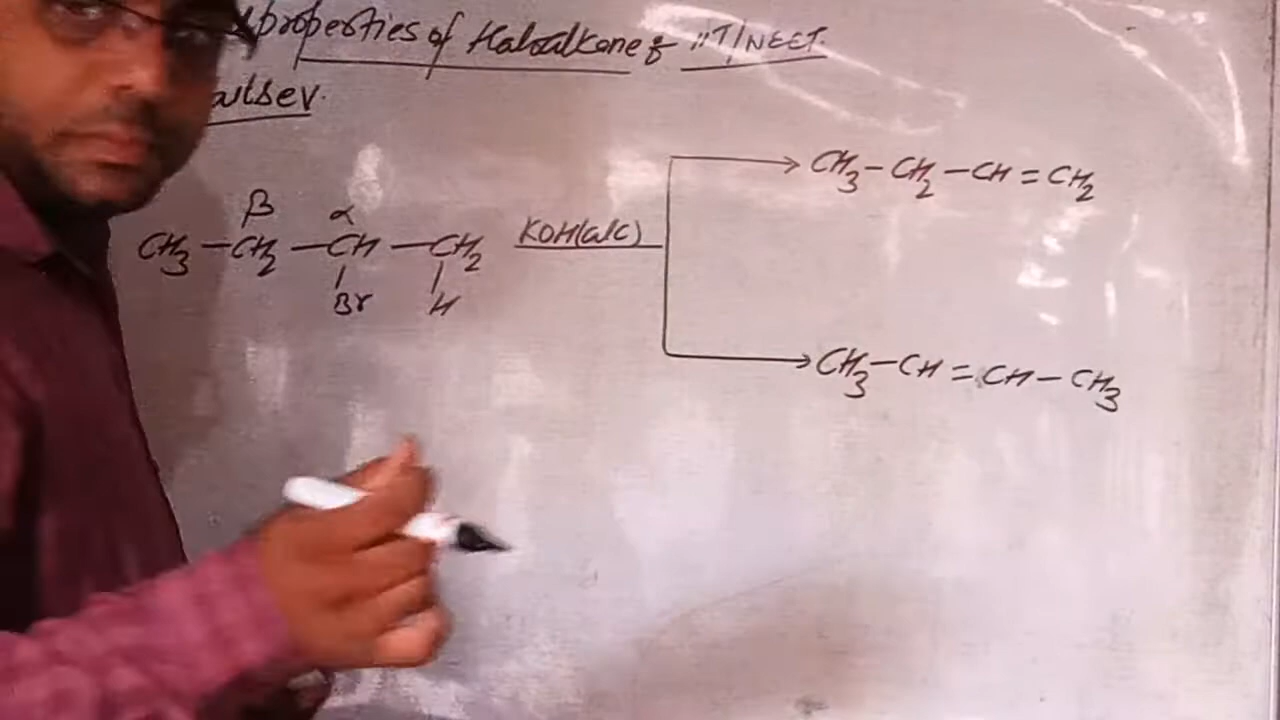 properties of Haloalkane & IIT/NEET.
β α
CH3-CH2-CH-CH2
Br H
KOH(alc)
CH3-CH2-CH=CH2
CH3-CH=CH-CH3